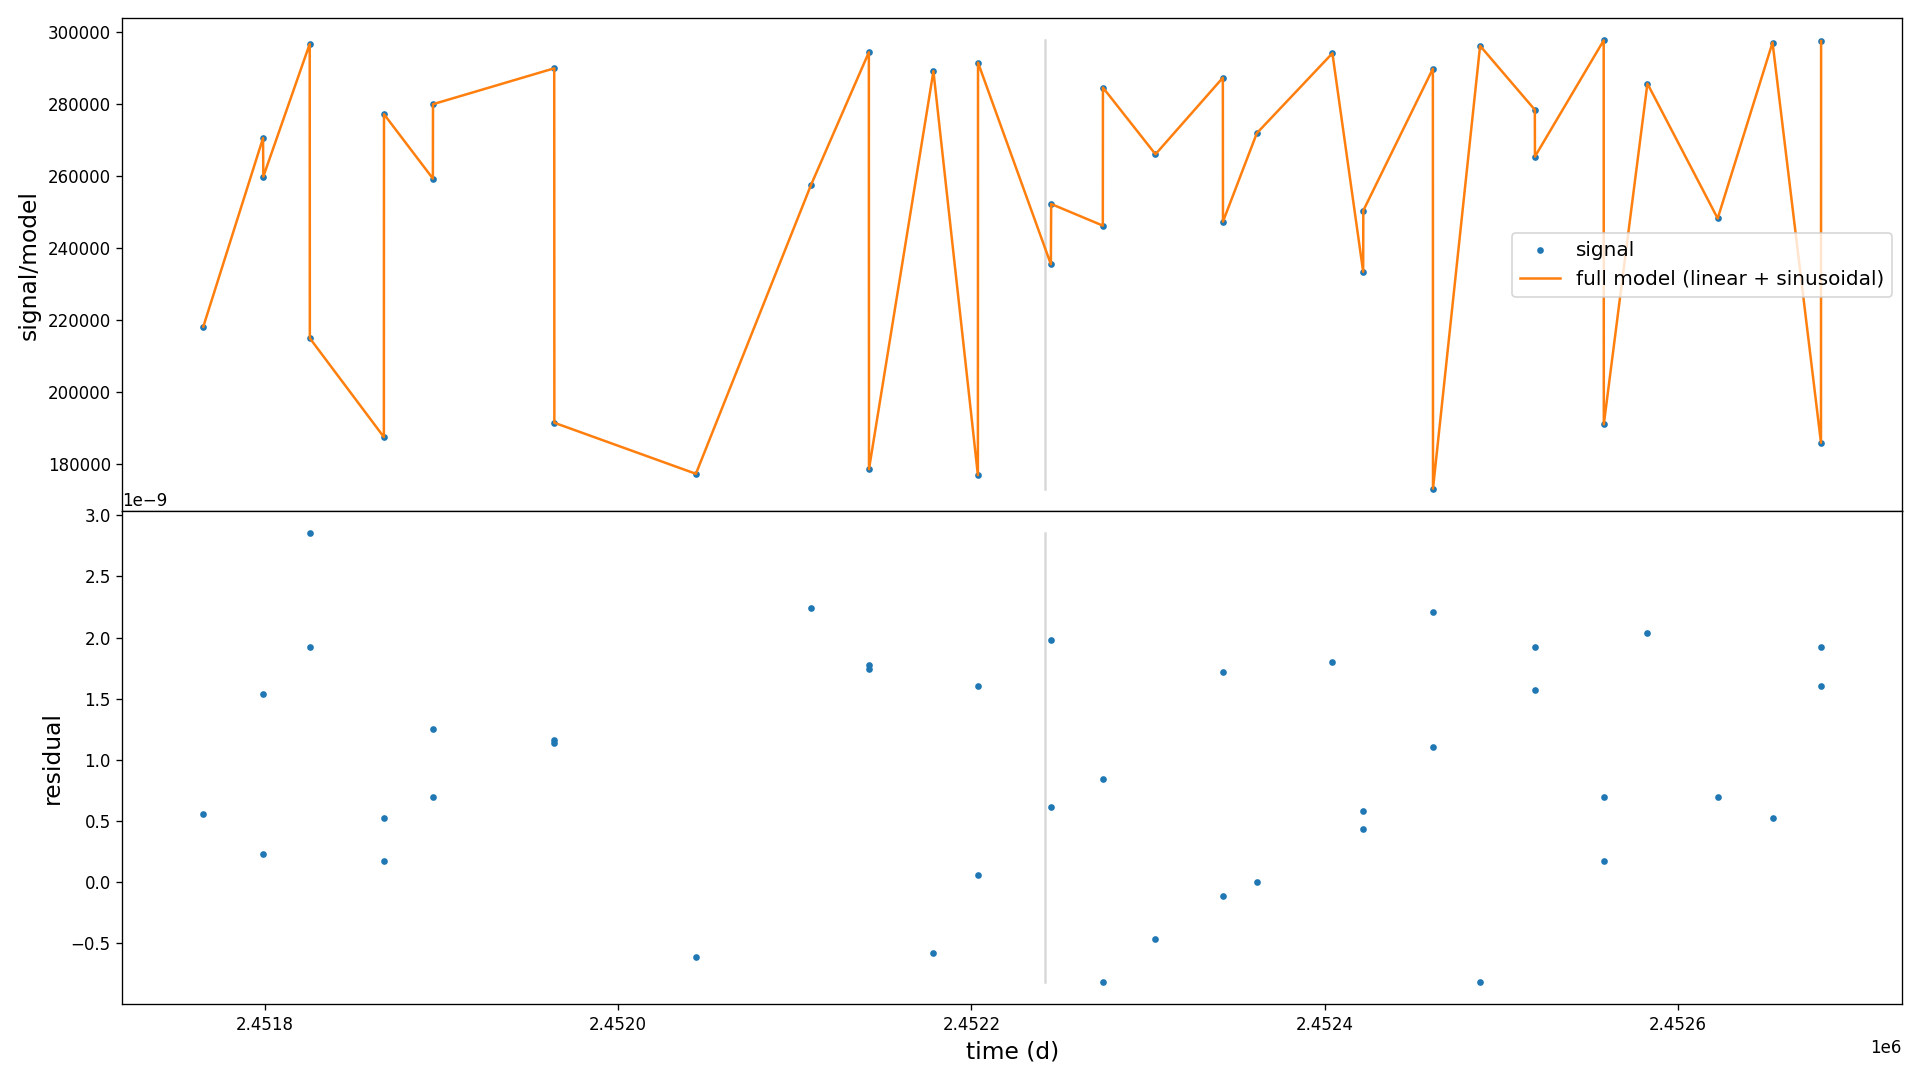 300000
280000
260000
240000
220000
200000
180000
signal/model
signal
full model (linear + sinusoidal)
1e−9
3.0
2.5
2.0
1.5
1.0
0.5
0.0
−0.5
residual
2.4518
2.4520
2.4522
2.4524
2.4526
time (d)
1e6